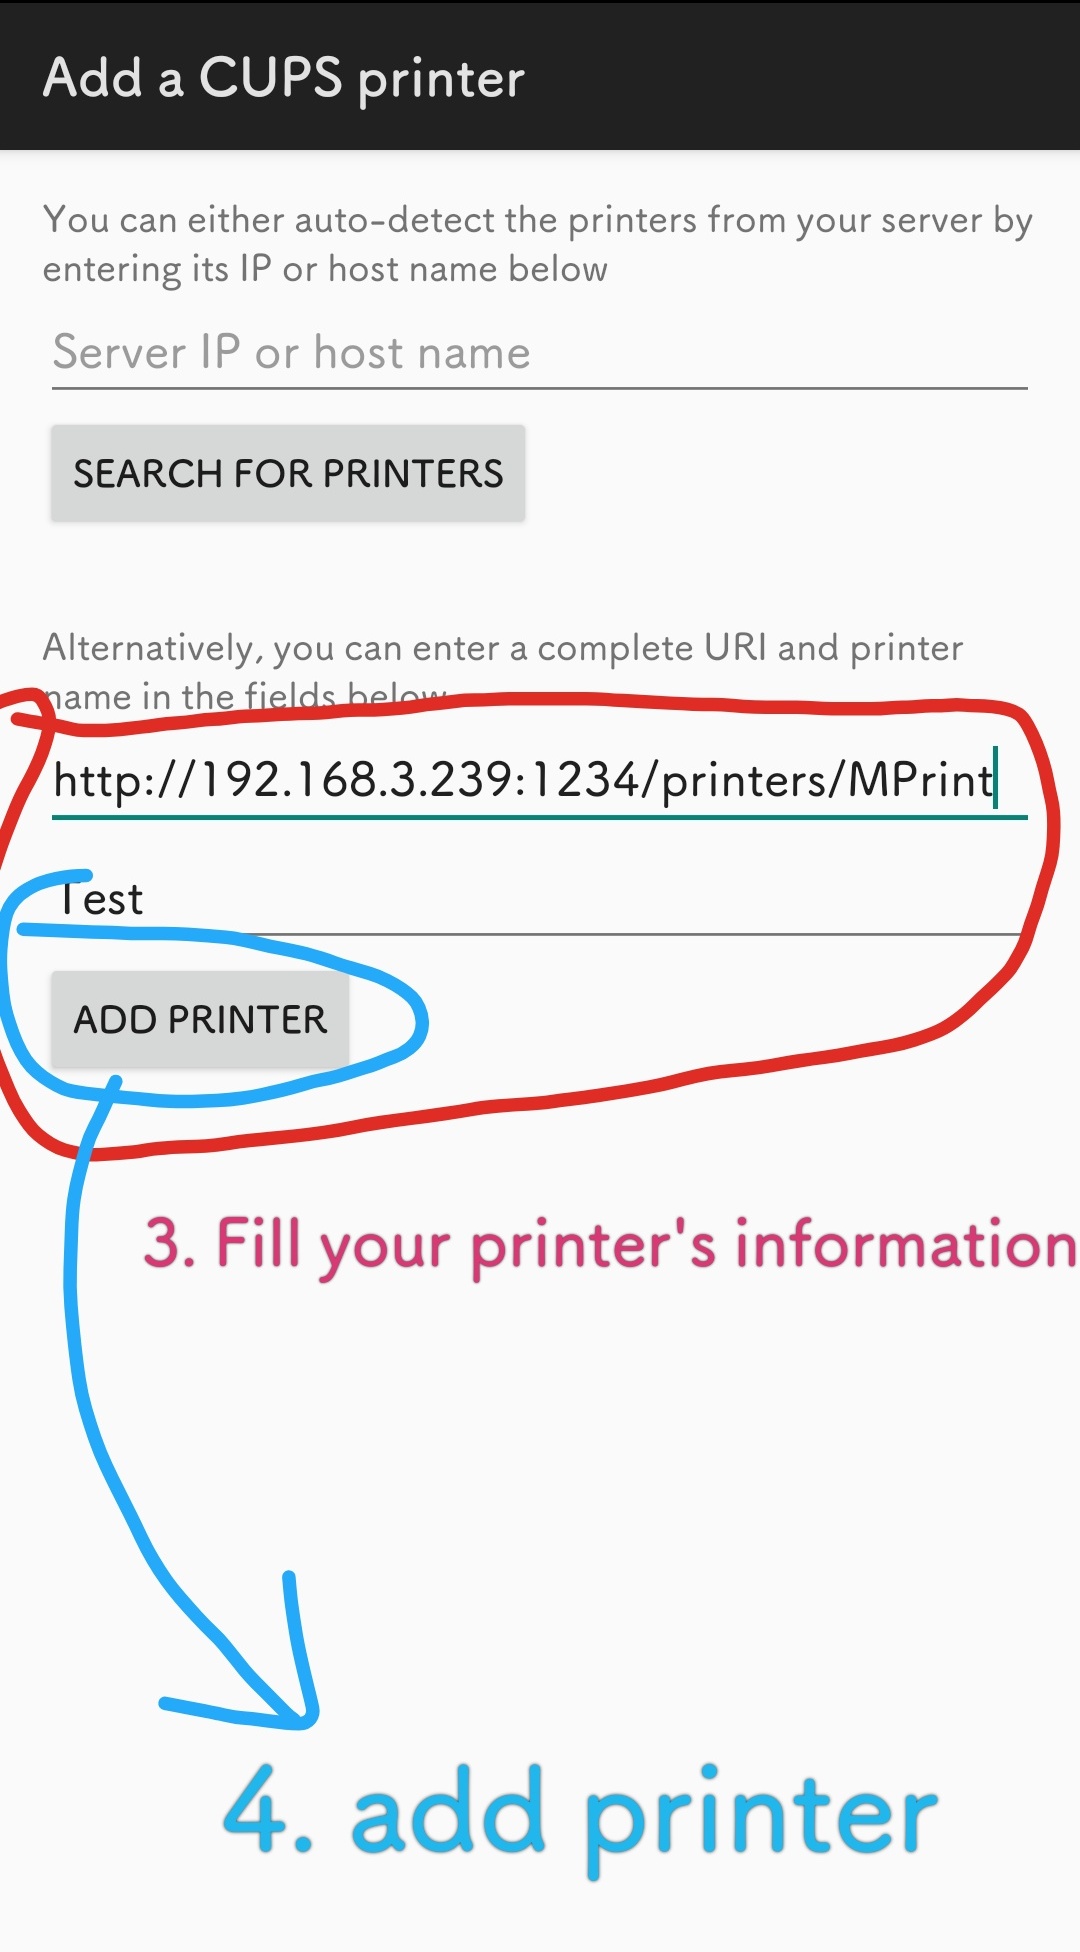 Add a CUPS printer
You can either auto-detect the printers from your server by
entering its IP or host name below
Server IP or host name
SEARCH FOR PRINTERS
Alternatively, you can enter a complete URI and printer
name in the fields below
http://192.168.3.239:1234/printers/MPrint
Test
ADD PRINTER
3. Fill your printer's information
4. add printer